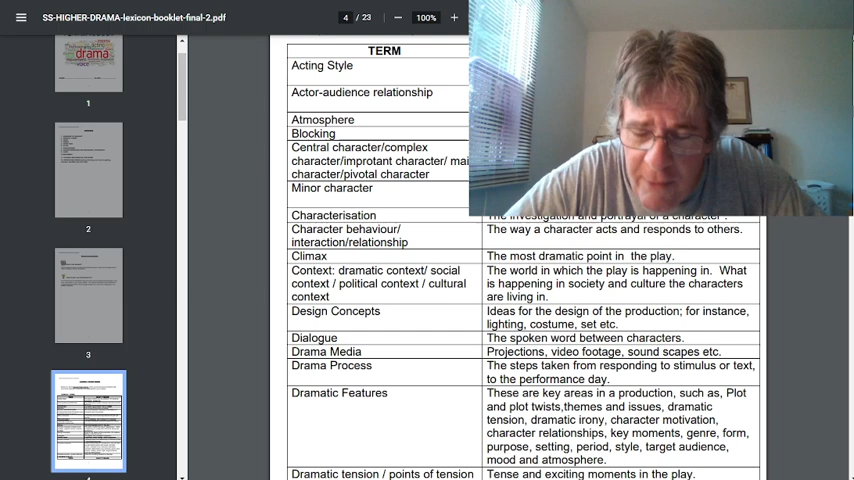 SS-HIGHER-DRAMA-lexicon-booklet-final-2.pdf
4 / 23
100%
drama
1
2
3
TERM
Acting Style
Actor-audience relationship
Atmosphere
Blocking
Central character/complex
character/improtant character/ mai
character/pivotal character
Minor character
Characterisation The investigation and portrayal of a character .
Character behaviour/ The way a character acts and responds to others.
interaction/relationship
Climax The most dramatic point in the play.
Context: dramatic context/ social The world in which the play is happening in. What
context / political context / cultural is happening in society and culture the characters
context are living in.
Design Concepts Ideas for the design of the production; for instance,
lighting, costume, set etc.
Dialogue The spoken word between characters.
Drama Media Projections, video footage, sound scapes etc.
Drama Process The steps taken from responding to stimulus or text,
to the performance day.
Dramatic Features These are key areas in a production, such as, Plot
and plot twists,themes and issues, dramatic
tension, dramatic irony, character motivation,
character relationships, key moments, genre, form,
purpose, setting, period, style, target audience,
mood and atmosphere.
Dramatic tension / points of tension Tense and exciting moments in the play.